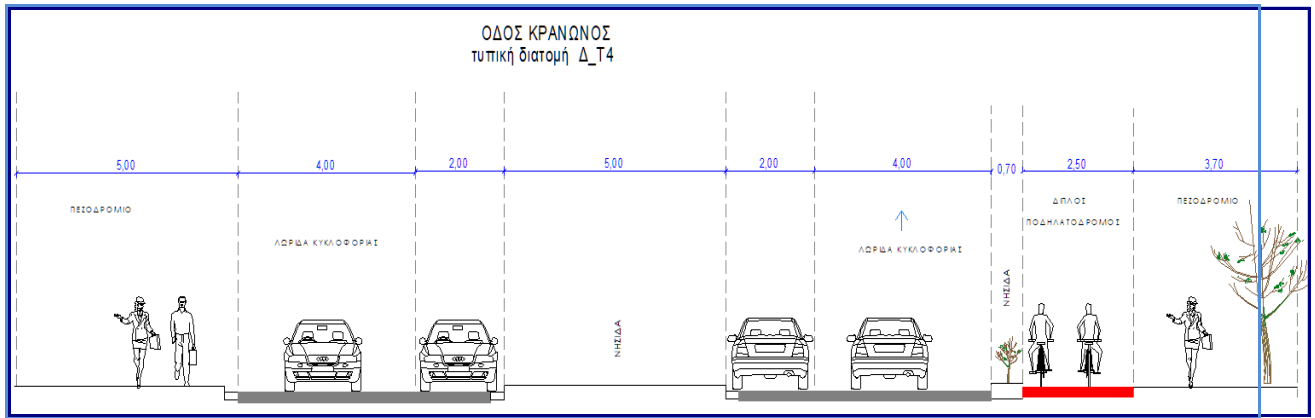 ΟΔΟΣ ΚΡΑΝΩΝΟΣ
τυπική διατομή Δ_Τ4
5,00
4,00
2,00
5,00
2,00
4,00
0,70
2,50
3,70
ΠΕΖΟΔΡΟΜΙΟ
ΛΩΡΙΔΑ ΚΥΚΛΟΦΟΡΙΑΣ
ΝΗΣΙΔΑ
ΛΩΡΙΔΑ ΚΥΚΛΟΦΟΡΙΑΣ
ΝΗΣΙΔΑ
ΔΙΠΛΟΣ
ΠΟΔΗΛΑΤΟΔΡΟΜΟΣ
ΠΕΖΟΔΡΟΜΙΟ